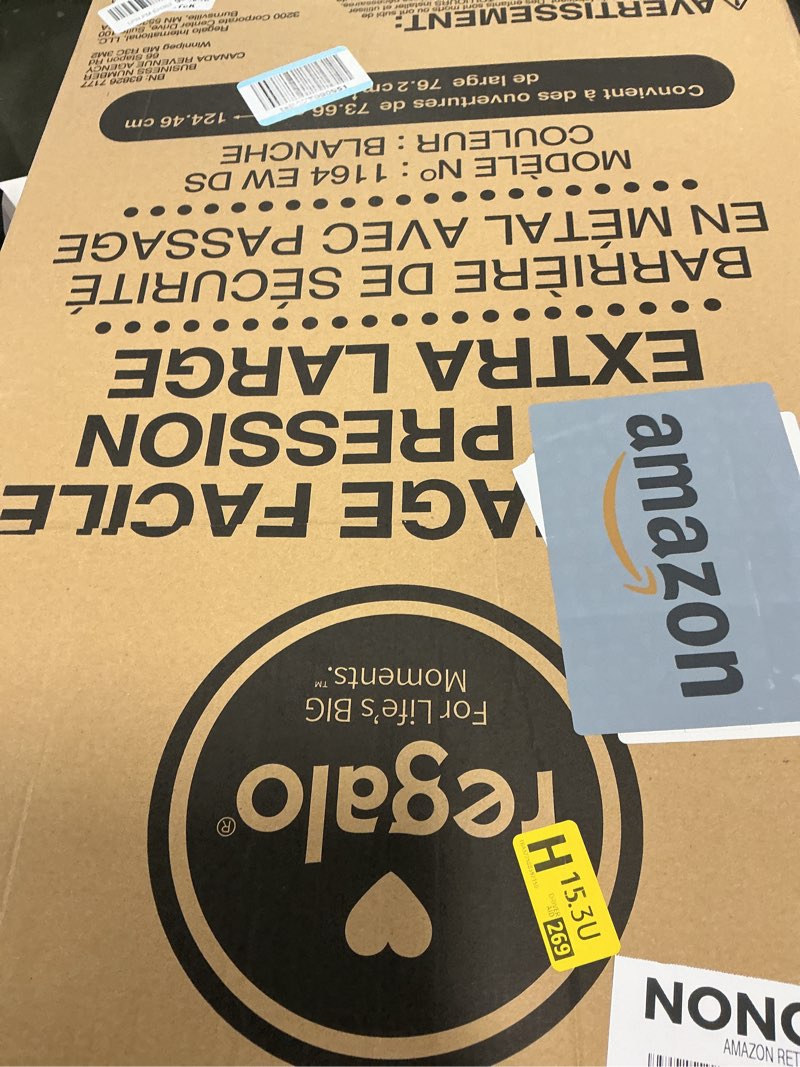 regalo®
For Life's BIG
Moments.™
AGE FACILE
PRESSION
EXTRA LARGE
BARRIÈRE DE SÉCURITÉ
EN MÉTAL AVEC PASSAGE
MODÈLE Nº : 1164 EW DS
COULEUR : BLANCHE
Convient à des ouvertures de 73.66 → 124.46 cm
de large 76.2 cm
AVERTISSEMENT:
BN: 83826 7177
BUSINESS NUMBER
CANADA REVENUE AGENCY
66 Stapon Rd
Winnipeg MB R3C 3M2
Regalo International, LLC
3200 Corporate Center Drive,
Burnsville, MN
amazon
H 15.3U
269
NONC
AMAZON RET